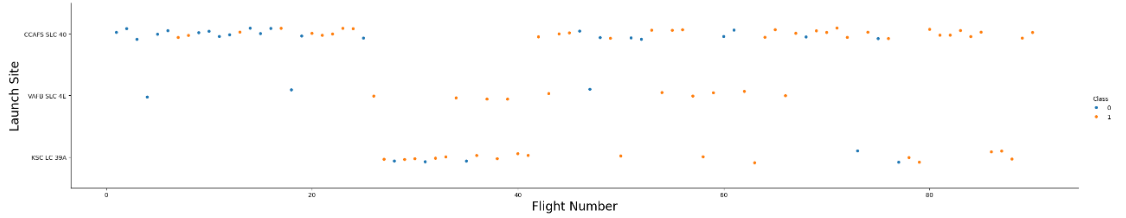 CCAFS SLC 40
VAFB SLC 4E
KSC LC 39A
Launch Site
0
20
40
60
80
Flight Number
Class
0
1